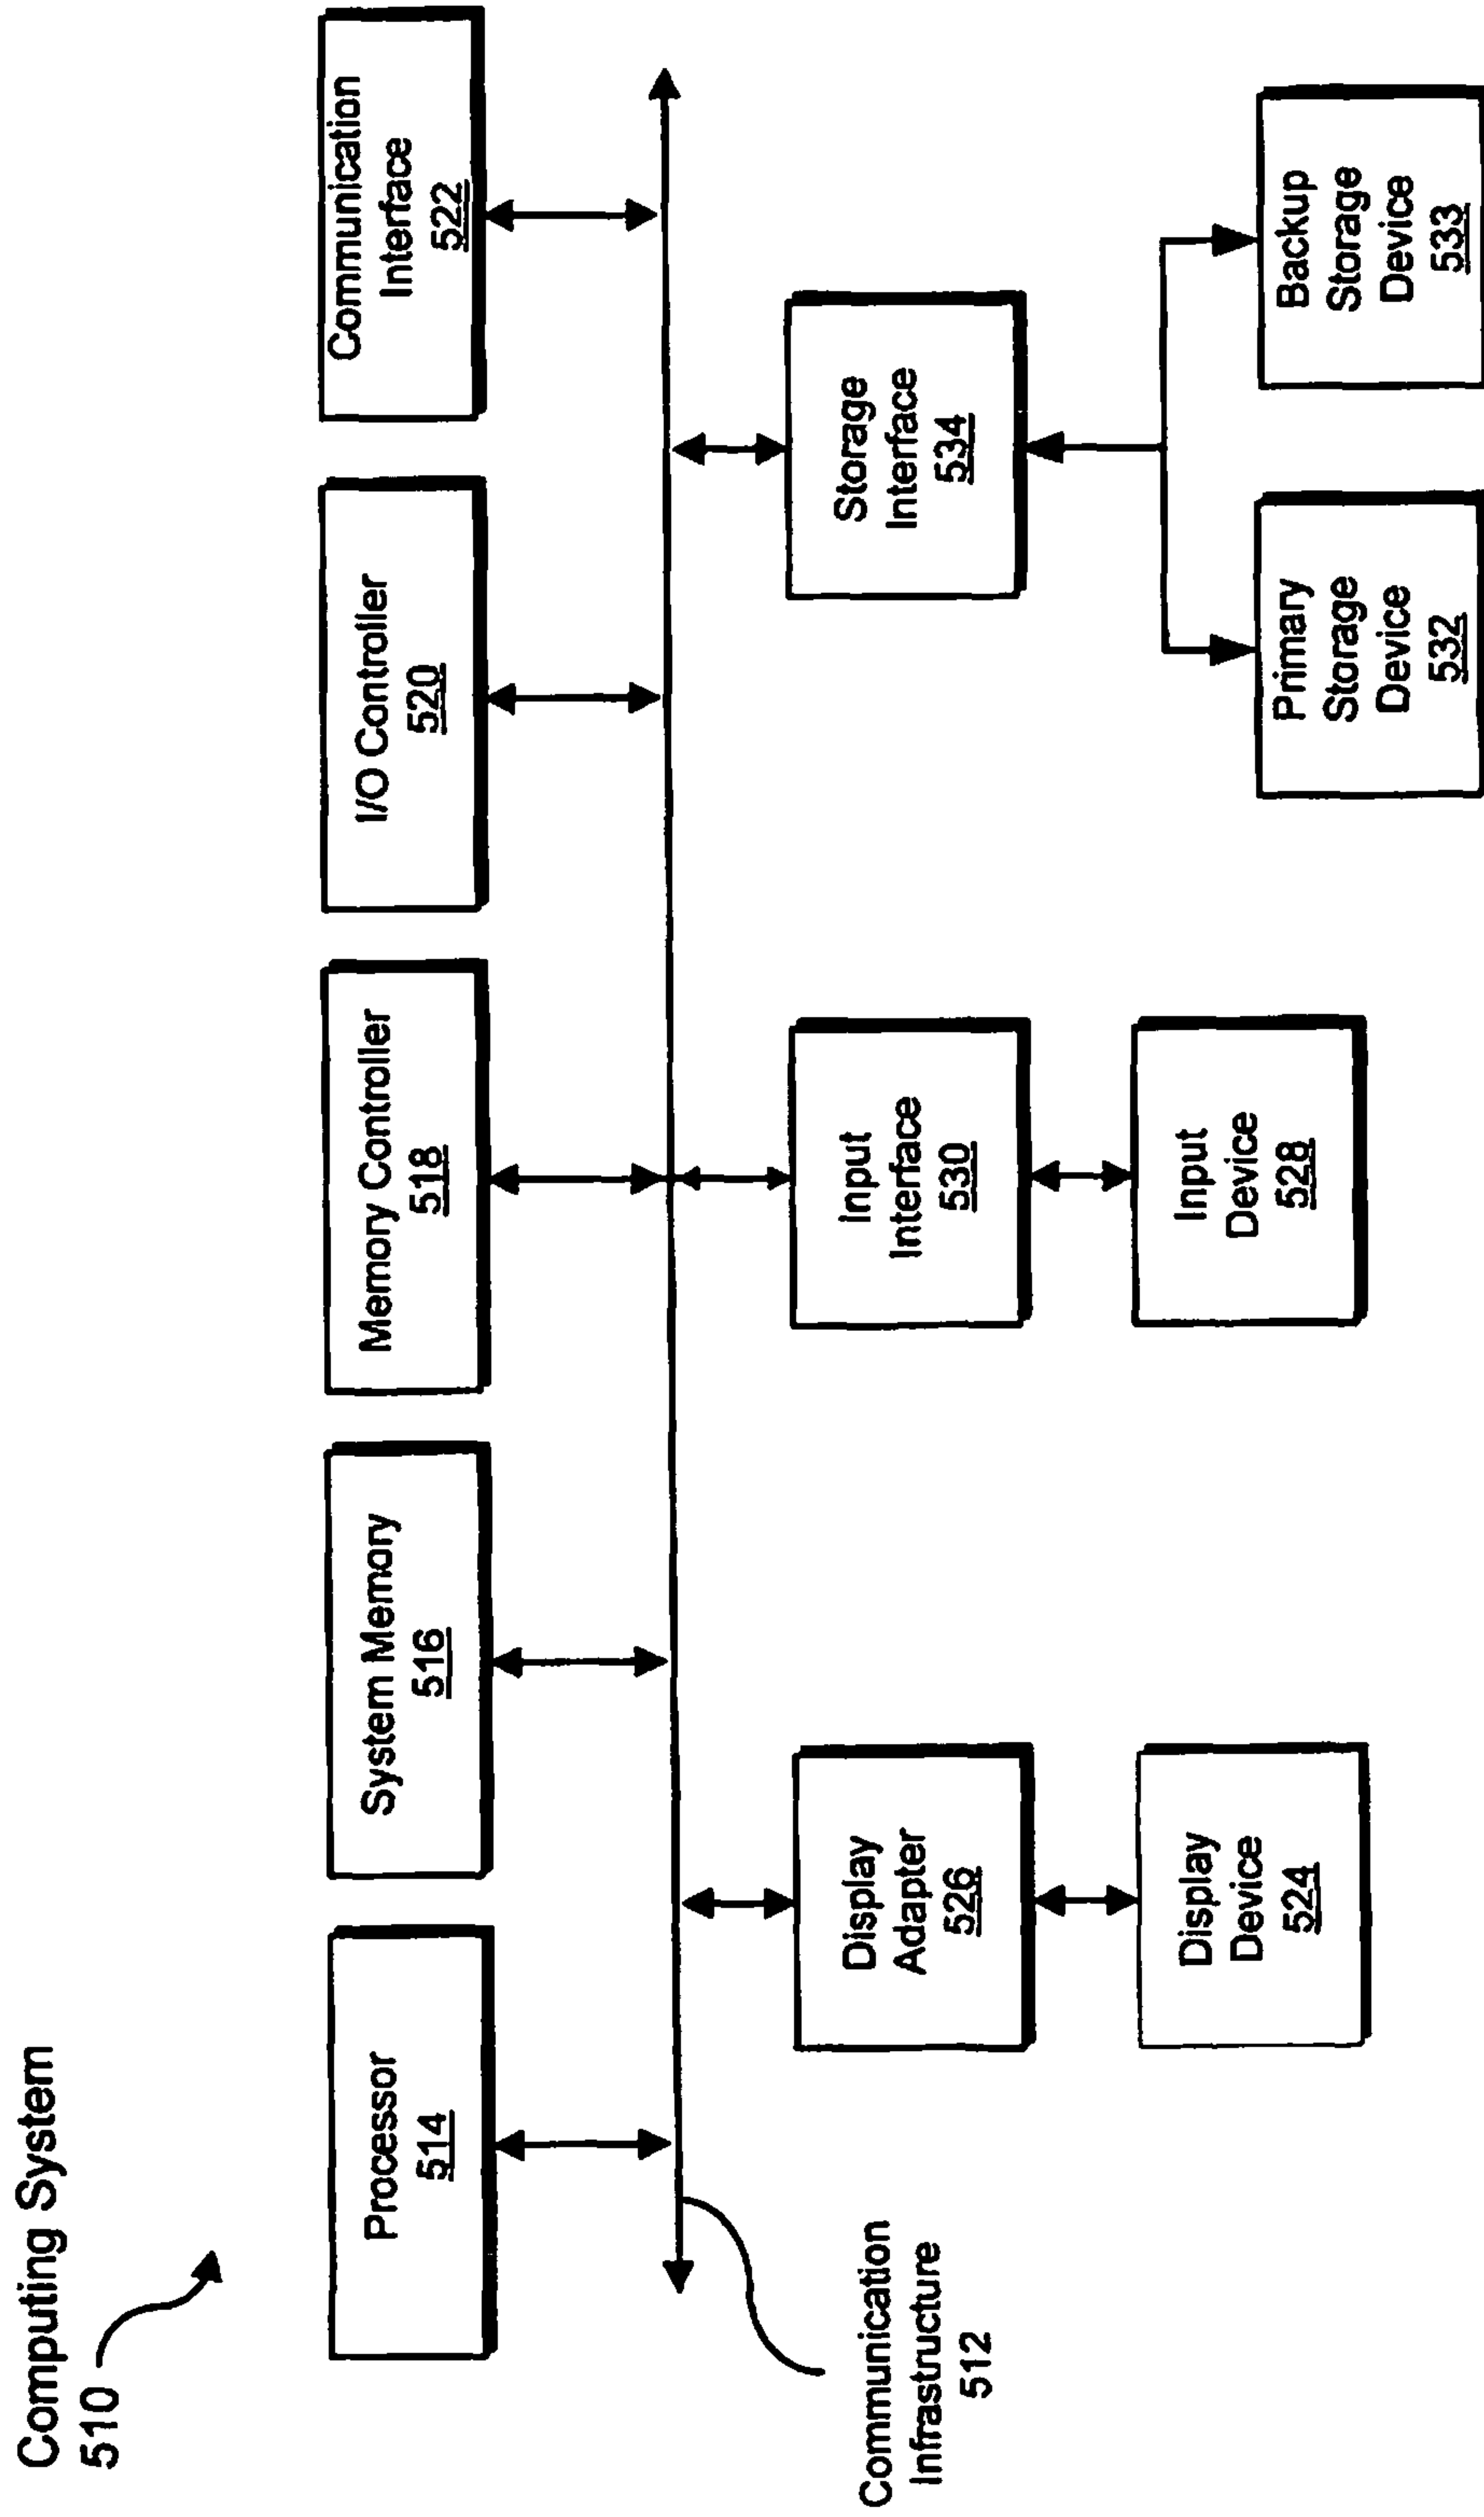 Computing System
510
Processor
514
System Memory
516
Memory Controller
518
I/O Controller
520
Communication
Interface
522
Communication
Infrastructure
512
Display
Adapter
526
Input
Interface
530
Storage
Interface
534
Display
Device
524
Input
Device
528
Primary
Storage
Device
532
Backup
Storage
Device
533